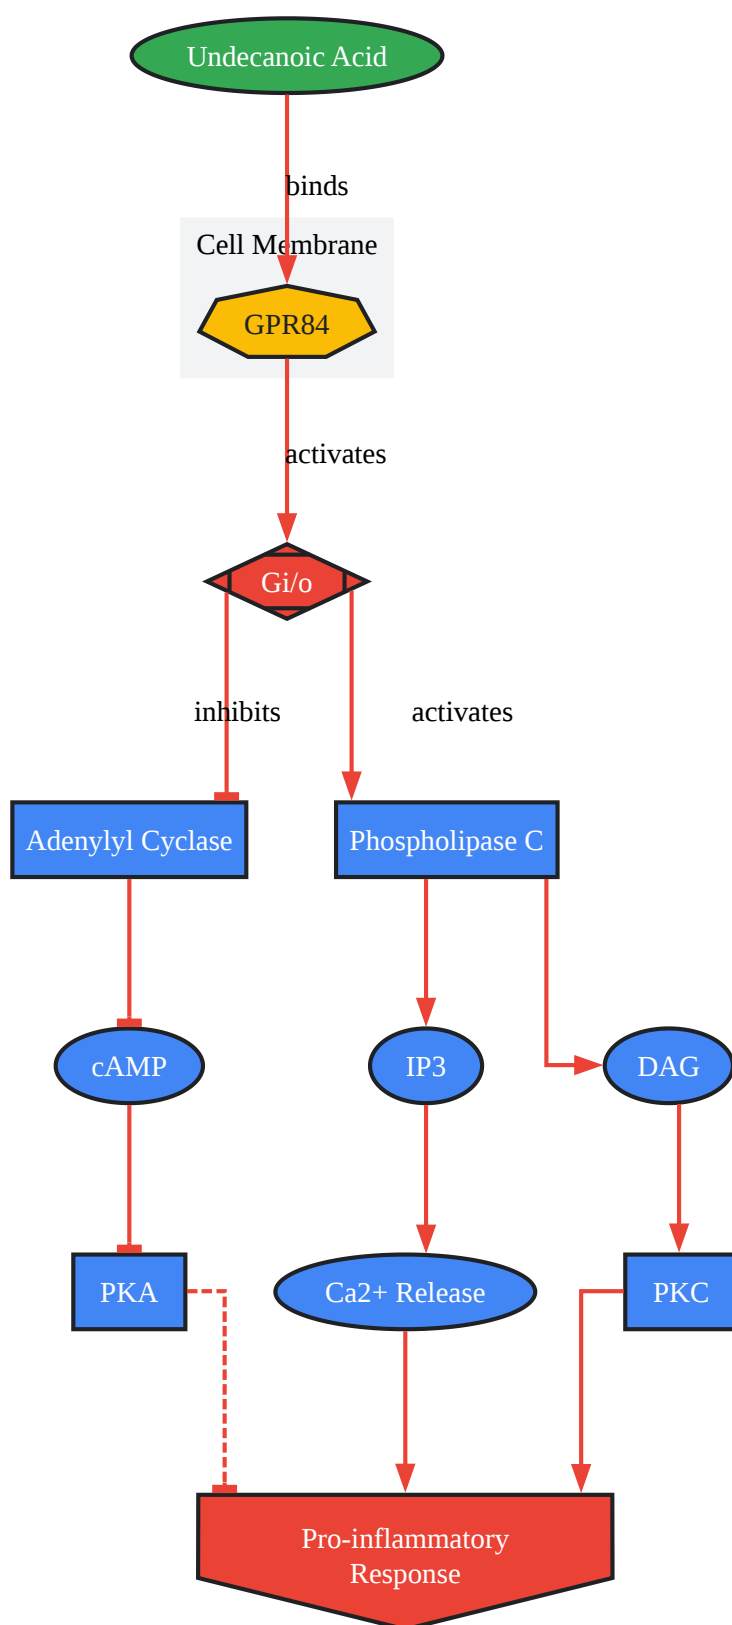 Undecanoic Acid
binds
Cell Membrane
GPR84
activates
Gi/o
inhibits
activates
Adenylyl Cyclase
Phospholipase C
cAMP
IP3
DAG
PKA
Ca2+ Release
PKC
Pro-inflammatory
Response